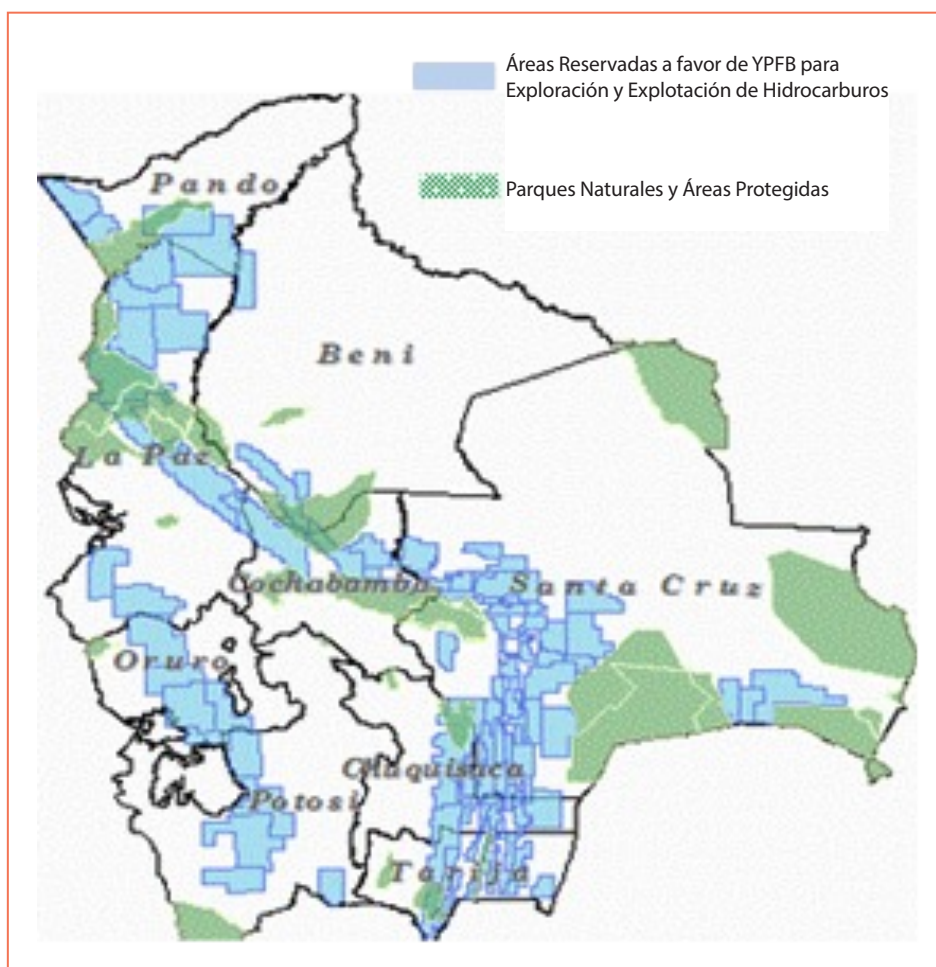 Áreas Reservadas a favor de YPFB para
Exploración y Explotación de Hidrocarburos
Parques Naturales y Áreas Protegidas
Pando
Beni
La Paz
Cochabamba
Santa Cruz
Oruro
Chuquisaca
Potosi
Tarija